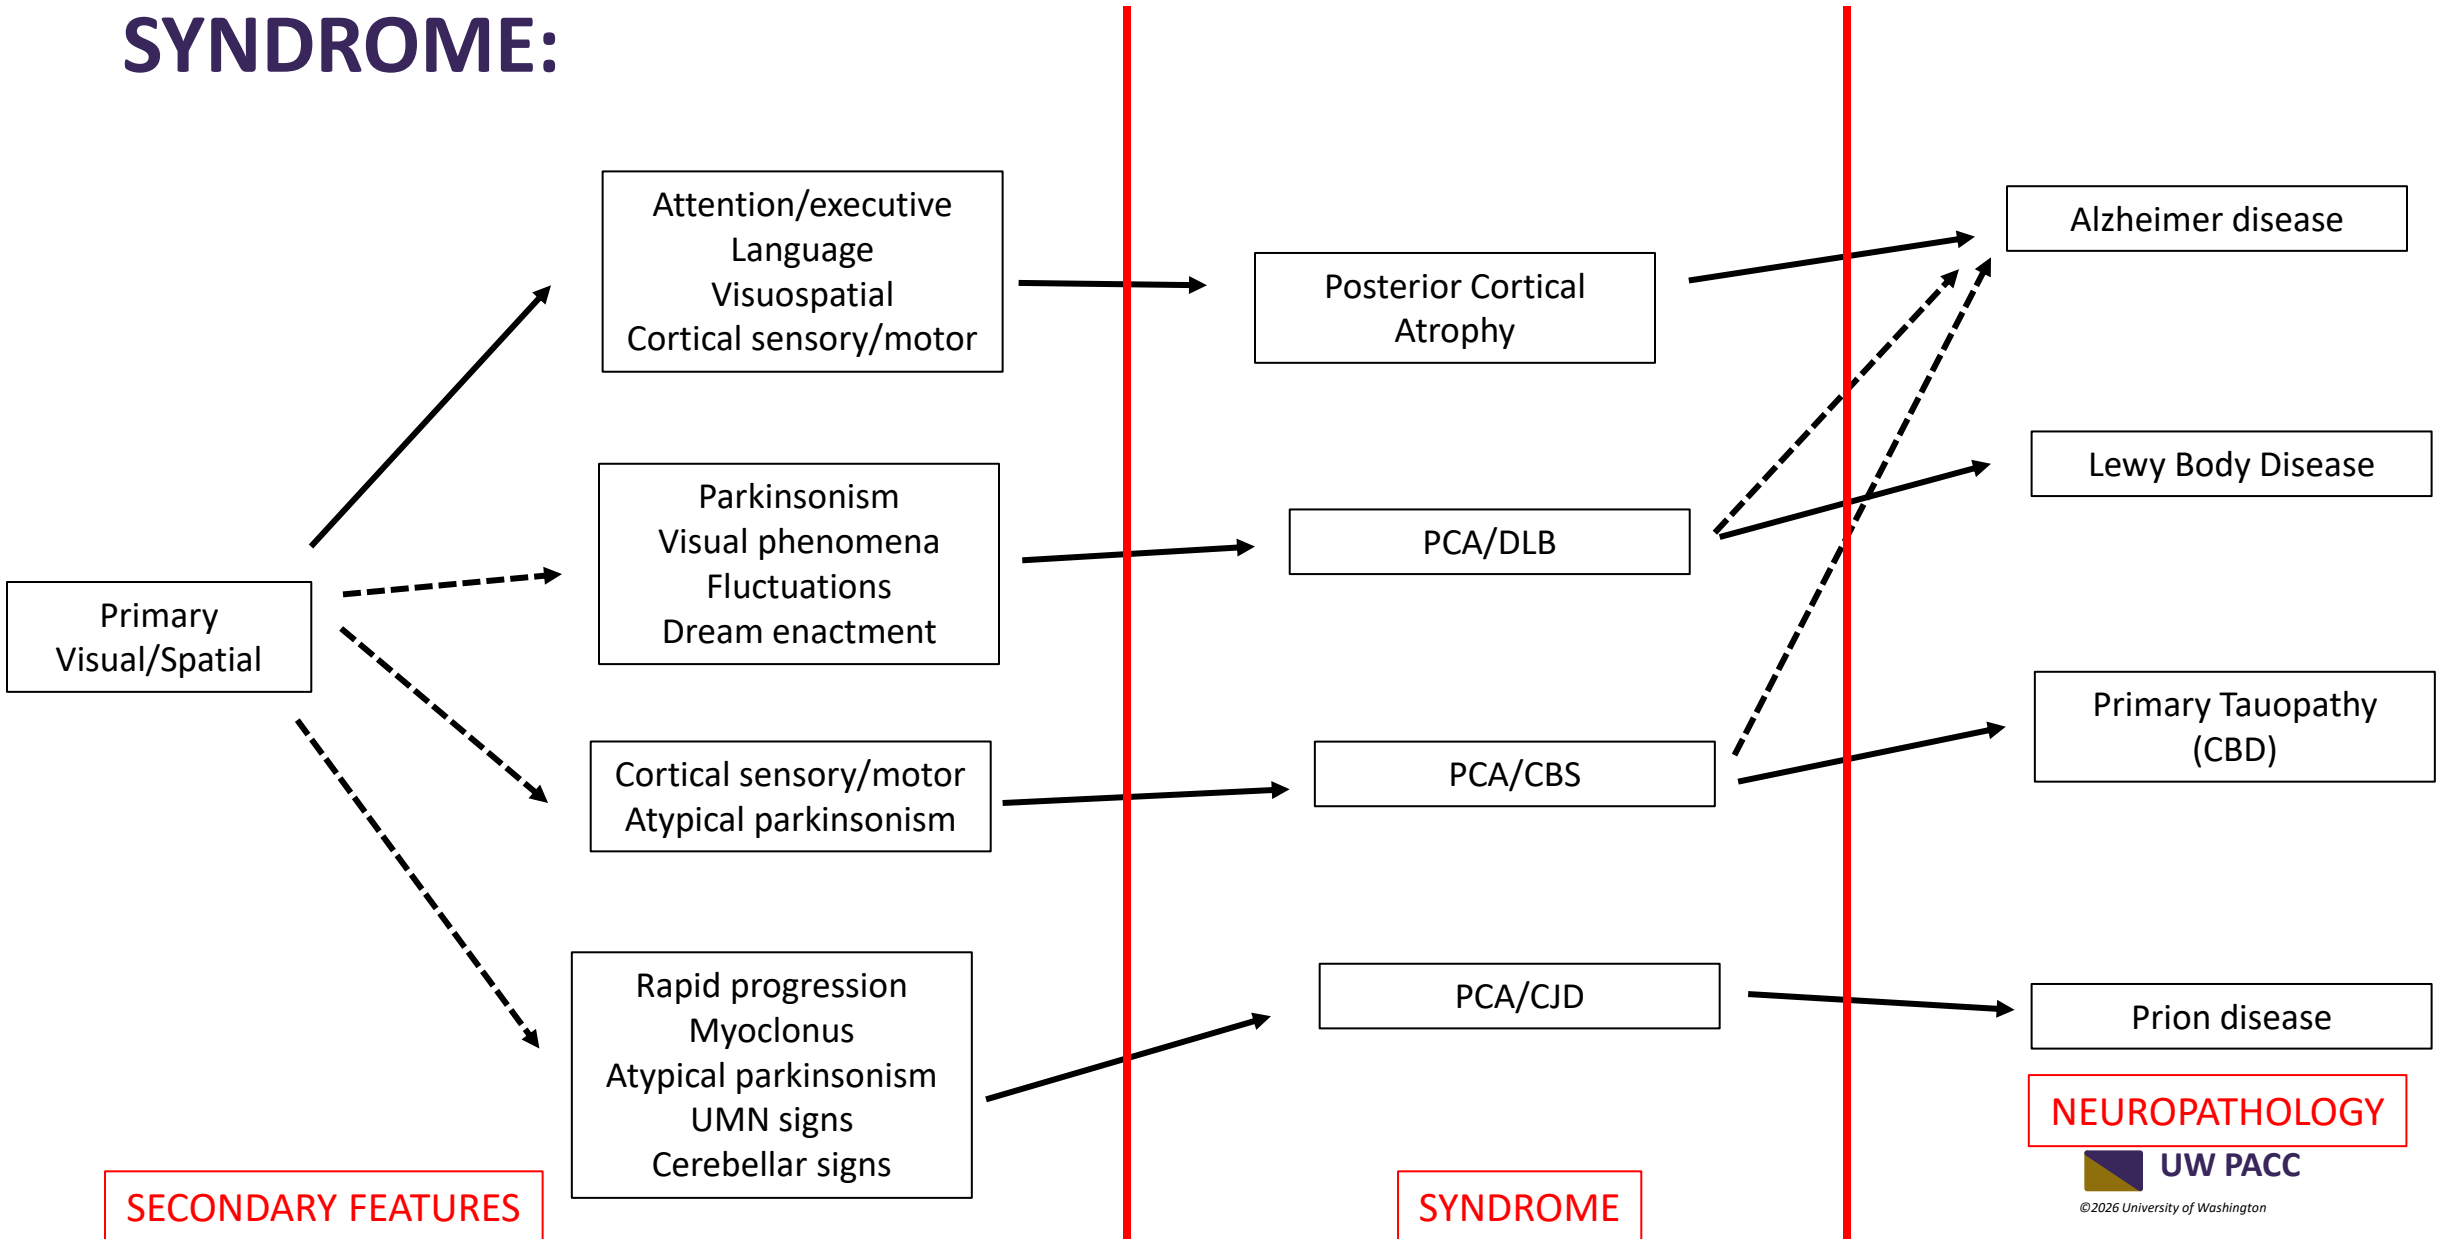 SYNDROME:
Primary
Visual/Spatial
Attention/executive
Language
Visuospatial
Cortical sensory/motor
Parkinsonism
Visual phenomena
Fluctuations
Dream enactment
Cortical sensory/motor
Atypical parkinsonism
Rapid progression
Myoclonus
Atypical parkinsonism
UMN signs
Cerebellar signs
SECONDARY FEATURES
Posterior Cortical
Atrophy
PCA/DLB
PCA/CBS
PCA/CJD
SYNDROME
Alzheimer disease
Lewy Body Disease
Primary Tauopathy
(CBD)
Prion disease
NEUROPATHOLOGY
UW PACC
©2026 University of Washington